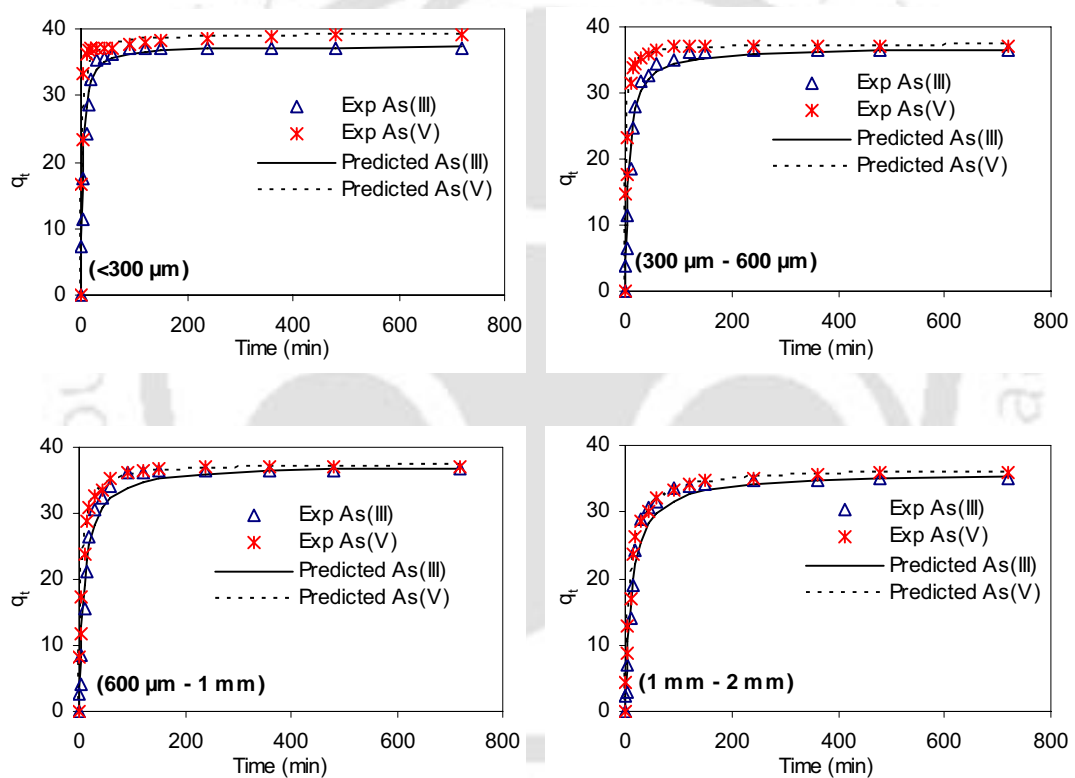 40
30
20
10
0
qt
Exp As(III)
Exp As(V)
Predicted As(III)
Predicted As(V)
(<300 µm)
0 200 400 600 800
Time (min)
40
30
20
10
0
qt
Exp As(III)
Exp As(V)
Predicted As(III)
Predicted As(V)
(300 µm - 600 µm)
0 200 400 600 800
Time (min)
40
30
20
10
0
qt
Exp As(III)
Exp As(V)
Predicted As(III)
Predicted As(V)
(600 µm - 1 mm)
0 200 400 600 800
Time (min)
40
30
20
10
0
qt
Exp As(III)
Exp As(V)
Predicted As(III)
Predicted As(V)
(1 mm - 2 mm)
0 200 400 600 800
Time (min)